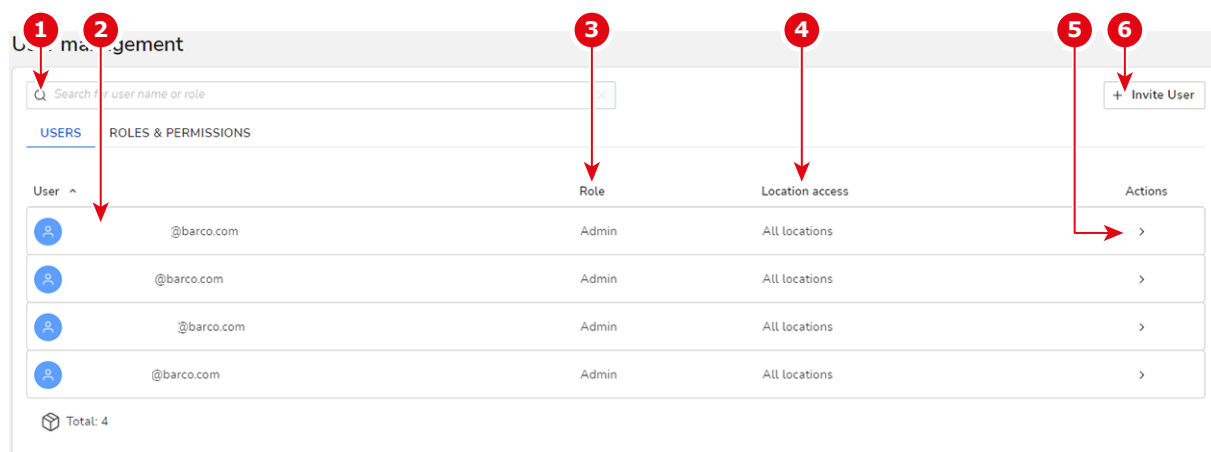 1 2 3 4 5 6
User management
Search for user name or role
+ Invite User
USERS ROLES & PERMISSIONS
User Role Location access Actions
@barco.com Admin All locations
@barco.com Admin All locations
@barco.com Admin All locations
@barco.com Admin All locations
Total: 4